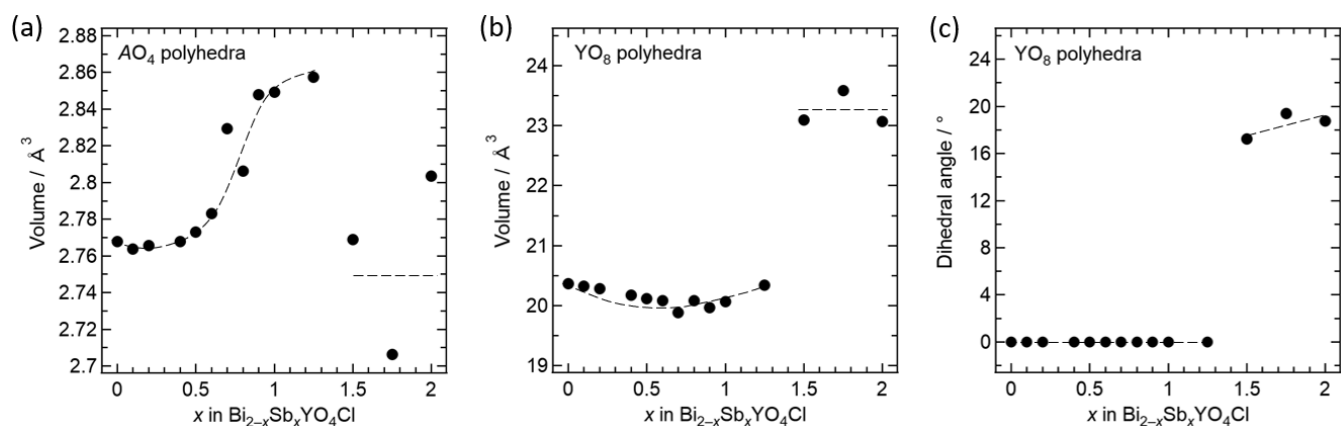 (a)
AO₄ polyhedra
Volume / Å³
2.88
2.86
2.84
2.82
2.8
2.78
2.76
2.74
2.72
2.7
0 0.5 1 1.5 2
x in Bi₂₋ₓSbₓYO₄Cl
(b)
YO₈ polyhedra
Volume / Å³
24
23
22
21
20
19
0 0.5 1 1.5 2
x in Bi₂₋ₓSbₓYO₄Cl
(c)
YO₈ polyhedra
Dihedral angle / °
24
20
16
12
8
4
0
0 0.5 1 1.5 2
x in Bi₂₋ₓSbₓYO₄Cl